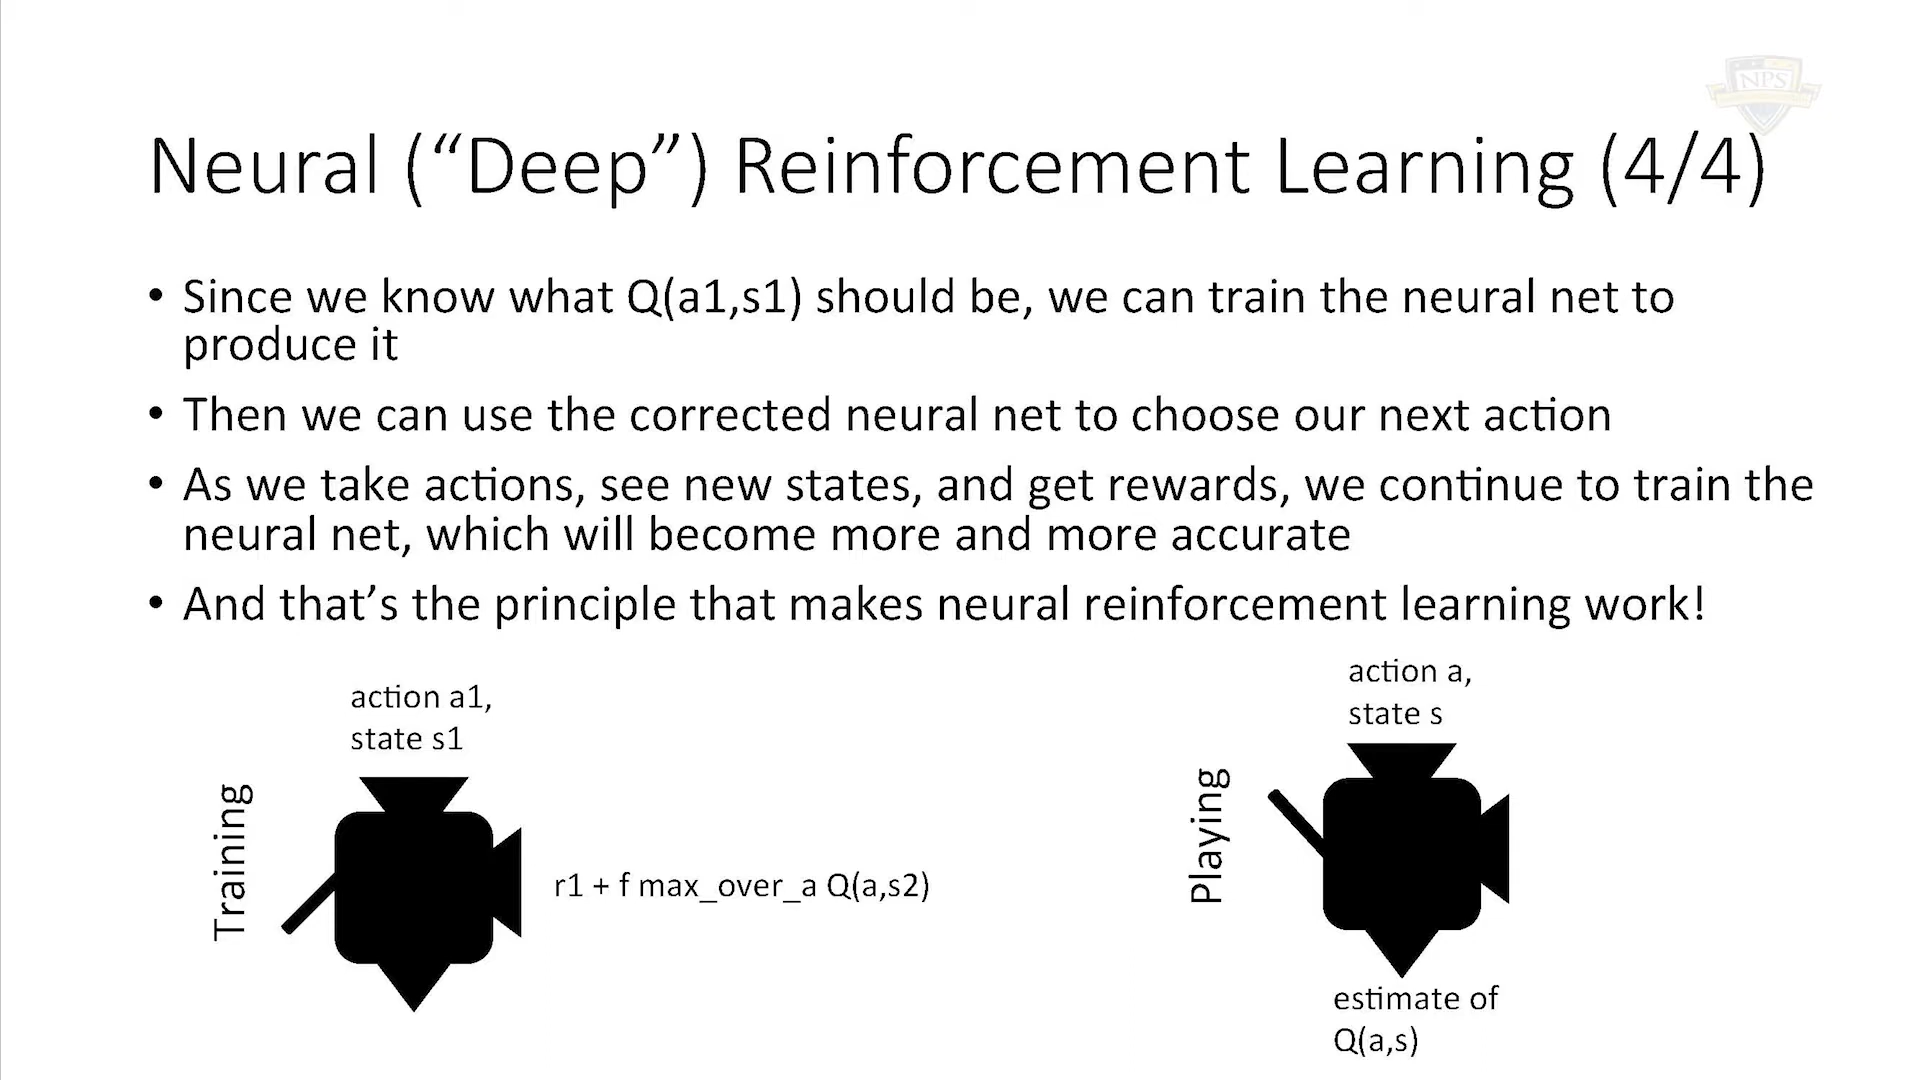 NPS
Neural (“Deep”) Reinforcement Learning (4/4)
• Since we know what Q(a1,s1) should be, we can train the neural net to
produce it
• Then we can use the corrected neural net to choose our next action
• As we take actions, see new states, and get rewards, we continue to train the
neural net, which will become more and more accurate
• And that’s the principle that makes neural reinforcement learning work!
Training
action a1,
state s1
r1 + f max_over_a Q(a,s2)
Playing
action a,
state s
estimate of
Q(a,s)